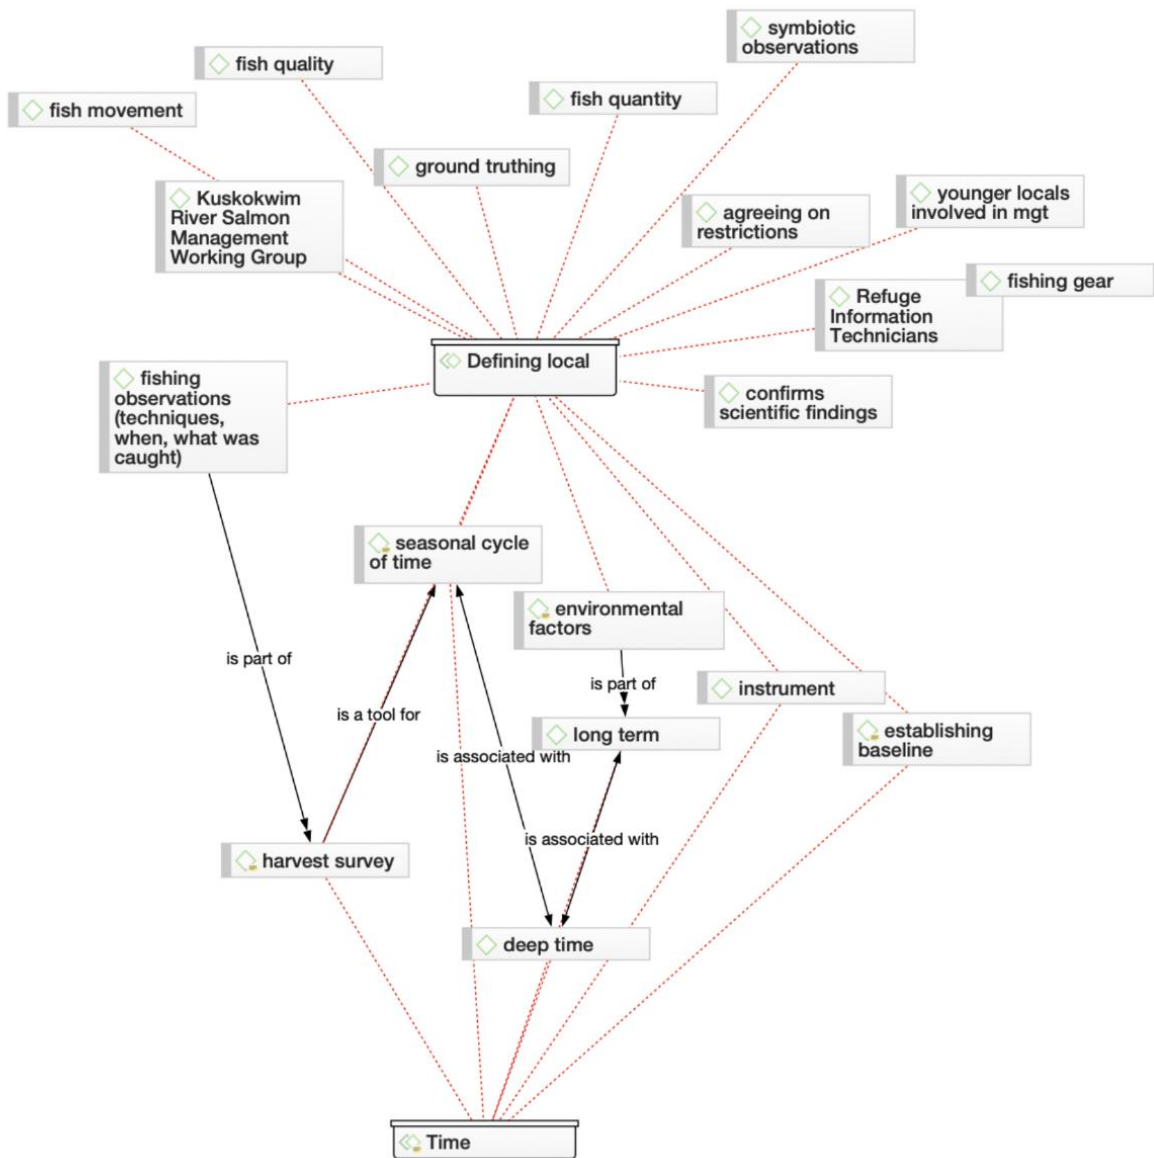 symbiotic
observations
fish quality
fish quantity
fish movement
ground truthing
Kuskokwim
River Salmon
Management
Working Group
agreeing on
restrictions
younger locals
involved in mgt
fishing gear
Refuge
Information
Technicians
Defining local
fishing
observations
(techniques,
when, what was
caught)
confirms
scientific findings
seasonal cycle
of time
environmental
factors
is part of
is part of
instrument
is a tool for
long term
establishing
baseline
is associated with
is associated with
harvest survey
deep time
Time